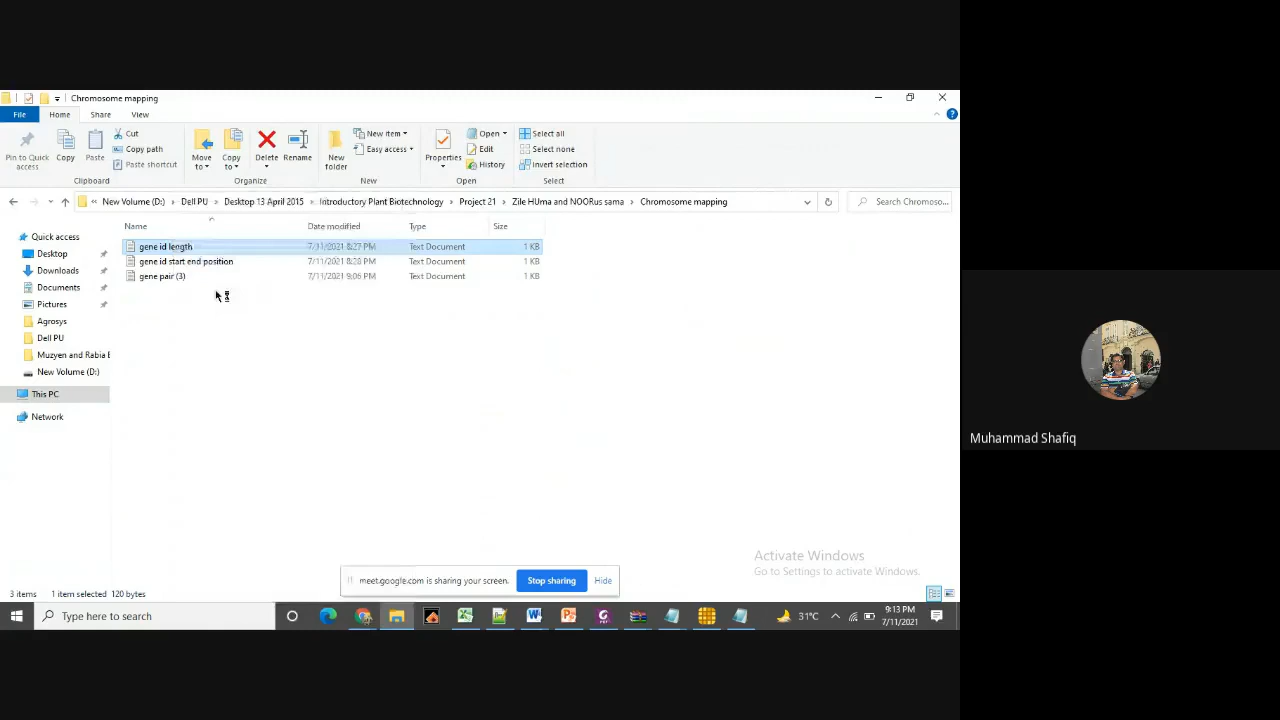 Chromosome mapping
File Home Share View
Pin to Quick access
Copy
Paste
Cut
Copy path
Paste shortcut
Clipboard
Move to
Copy to
Delete
Rename
Organize
New folder
New item
Easy access
New
Properties
Open
Edit
History
Open
Select all
Select none
Invert selection
Select
« New Volume (D:) › Dell PU › Desktop 13 April 2015 › Introductory Plant Biotechnology › Project 21 › Zile HUma and NOORus sama › Chromosome mapping
Search Chromoso...
Name Date modified Type Size
gene id length 7/11/2021 8:27 PM Text Document 1 KB
gene id start end position 7/11/2021 8:28 PM Text Document 1 KB
gene pair (3) 7/11/2021 9:06 PM Text Document 1 KB
Quick access
Desktop
Downloads
Documents
Pictures
Agrosys
Dell PU
Muzyen and Rabia E
New Volume (D:)
This PC
Network
Muhammad Shafiq
Activate Windows
Go to Settings to activate Windows.
meet.google.com is sharing your screen. Stop sharing Hide
3 items 1 item selected 120 bytes
Type here to search
31°C
9:13 PM
7/11/2021